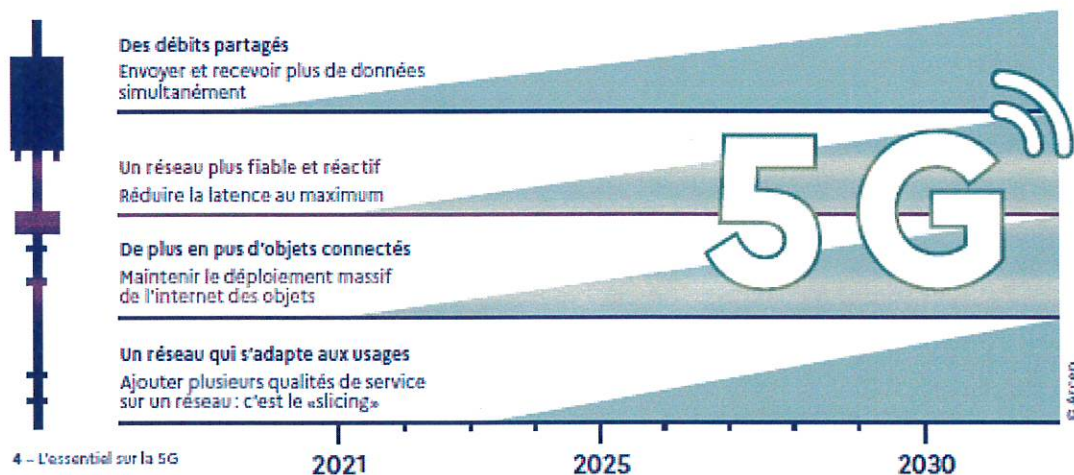 Des débits partagés
Envoyer et recevoir plus de données
simultanément
Un réseau plus fiable et réactif
Réduire la latence au maximum
De plus en pus d'objets connectés
Maintenir le déploiement massif
de l'internet des objets
Un réseau qui s'adapte aux usages
Ajouter plusieurs qualités de service
sur un réseau : c'est le «slicing»
5G
© Arcep
4 – L'essentiel sur la 5G
2021
2025
2030